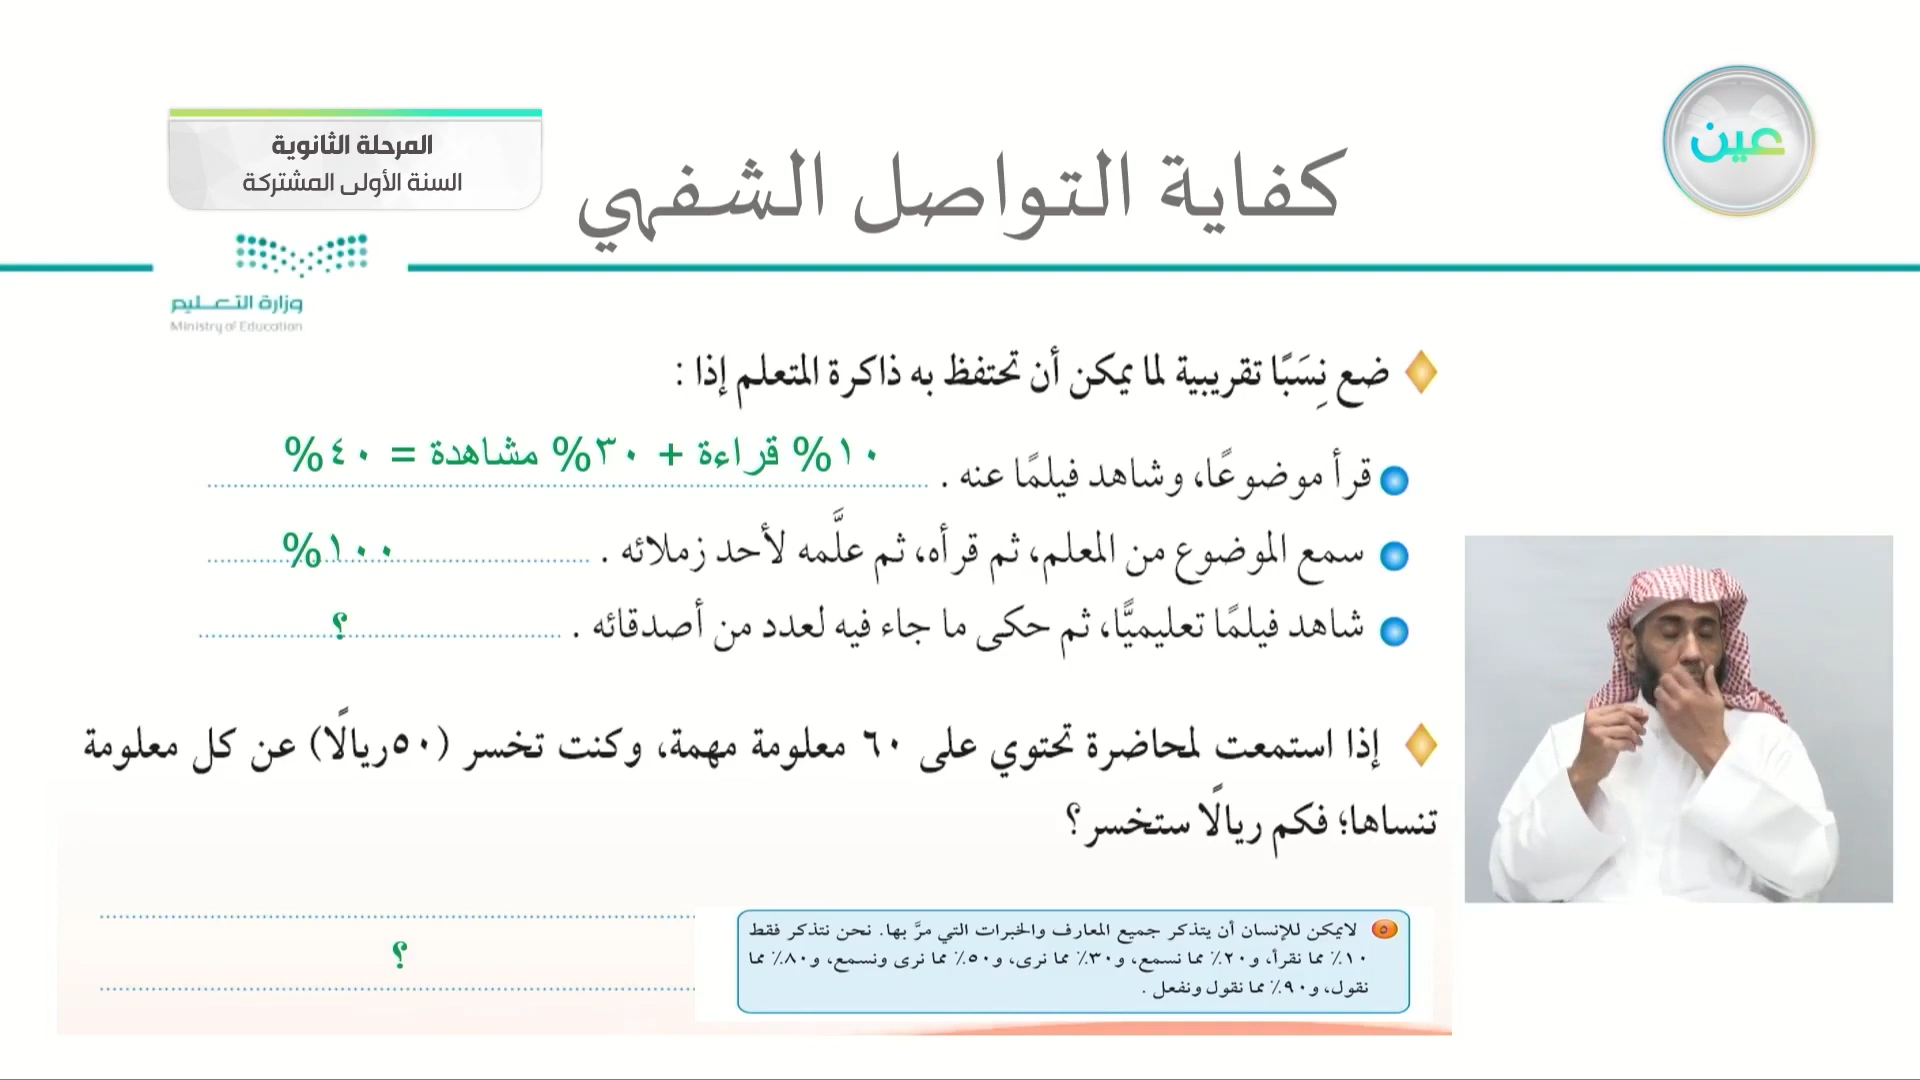 عين
المرحلة الثانوية
السنة الأولى المشتركة
كفاية التواصل الشفهي
وزارة التعـليم
Ministry of Education
ضع نِسَبًا تقريبية لما يمكن أن تحتفظ به ذاكرة المتعلم إذا :
قرأ موضوعًا، وشاهد فيلمًا عنه . ١٠% قراءة + ٣٠% مشاهدة = ٤٠%
سمع الموضوع من المعلم، ثم قرأه، ثم علَّمه لأحد زملائه . ١٠٠%
شاهد فيلمًا تعليميًّا، ثم حكى ما جاء فيه لعدد من أصدقائه . ؟
إذا استمعت لمحاضرة تحتوي على ٦٠ معلومة مهمة، وكنت تخسر (٥٠ريالًا) عن كل معلومة
تنساها؛ فكم ريالًا ستخسر؟
؟
٥ لايمكن للإنسان أن يتذكر جميع المعارف والخبرات التي مرَّ بها. نحن نتذكر فقط
١٠٪ مما نقرأ، و٢٠٪ مما نسمع، و٣٠٪ مما نرى، و٥٠٪ مما نرى ونسمع، و٨٠٪ مما
نقول، و٩٠٪ مما نقول ونفعل .